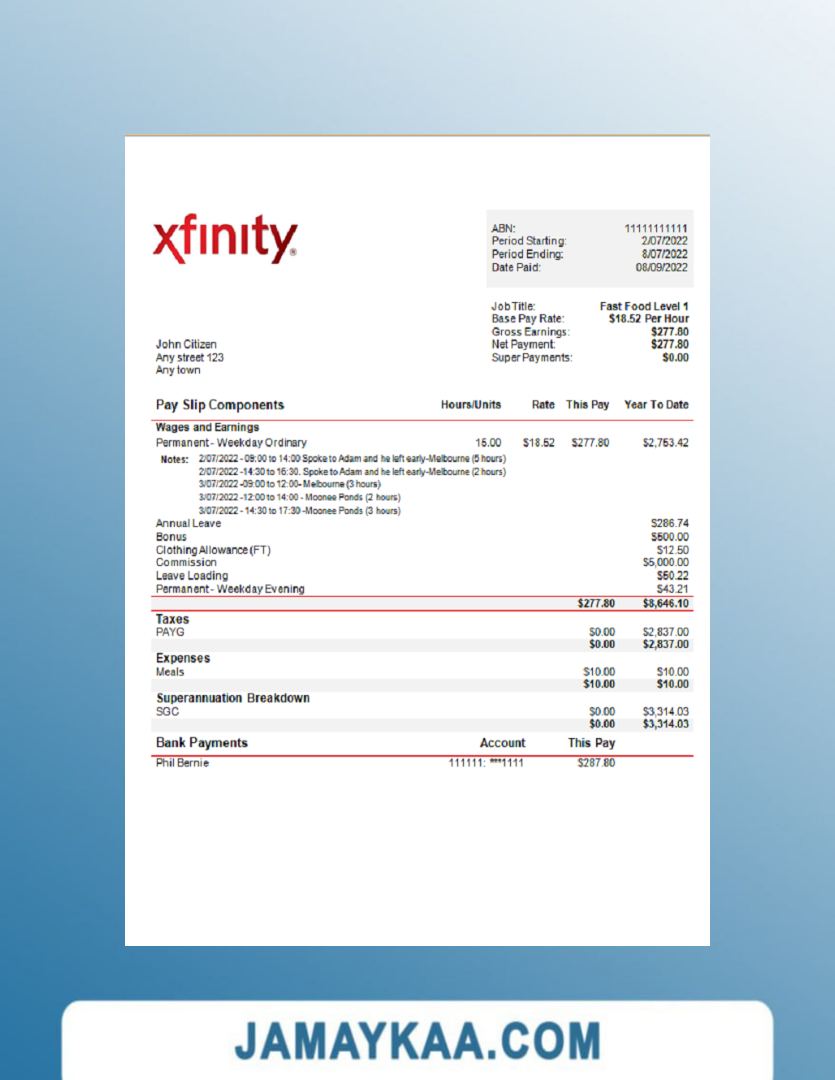 xfinity®
ABN: 11111111111
Period Starting: 2/07/2022
Period Ending: 8/07/2022
Date Paid: 08/09/2022
Job Title: Fast Food Level 1
Base Pay Rate: $18.52 Per Hour
Gross Earnings: $277.80
Net Payment: $277.80
Super Payments: $0.00
John Citizen
Any street 123
Any town
Pay Slip Components Hours/Units Rate This Pay Year To Date
Wages and Earnings
Permanent - Weekday Ordinary 15.00 $18.52 $277.80 $2,753.42
Notes: 2/07/2022 - 09:00 to 14:00 Spoke to Adam and he left early-Melbourne (5 hours)
2/07/2022 -14:30 to 16:30. Spoke to Adam and he left early-Melbourne (2 hours)
3/07/2022 -09:00 to 12:00- Melbourne (3 hours)
3/07/2022 -12:00 to 14:00 - Moonee Ponds (2 hours)
3/07/2022 - 14:30 to 17:30 -Moonee Ponds (3 hours)
Annual Leave $286.74
Bonus $500.00
Clothing Allowance (FT) $12.50
Commission $5,000.00
Leave Loading $50.22
Permanent - Weekday Evening $43.21
$277.80 $8,646.10
Taxes
PAYG $0.00 $2,837.00
$0.00 $2,837.00
Expenses
Meals $10.00 $10.00
$10.00 $10.00
Superannuation Breakdown
SGC $0.00 $3,314.03
$0.00 $3,314.03
Bank Payments Account This Pay
Phil Bernie 111111: ***1111 $287.80
JAMAYKAA.COM